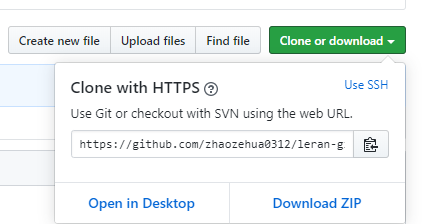 Create new file Upload files Find file Clone or download
Clone with HTTPS Use SSH
Use Git or checkout with SVN using the web URL.
https://github.com/zhaozehua0312/leran-g
Open in Desktop Download ZIP